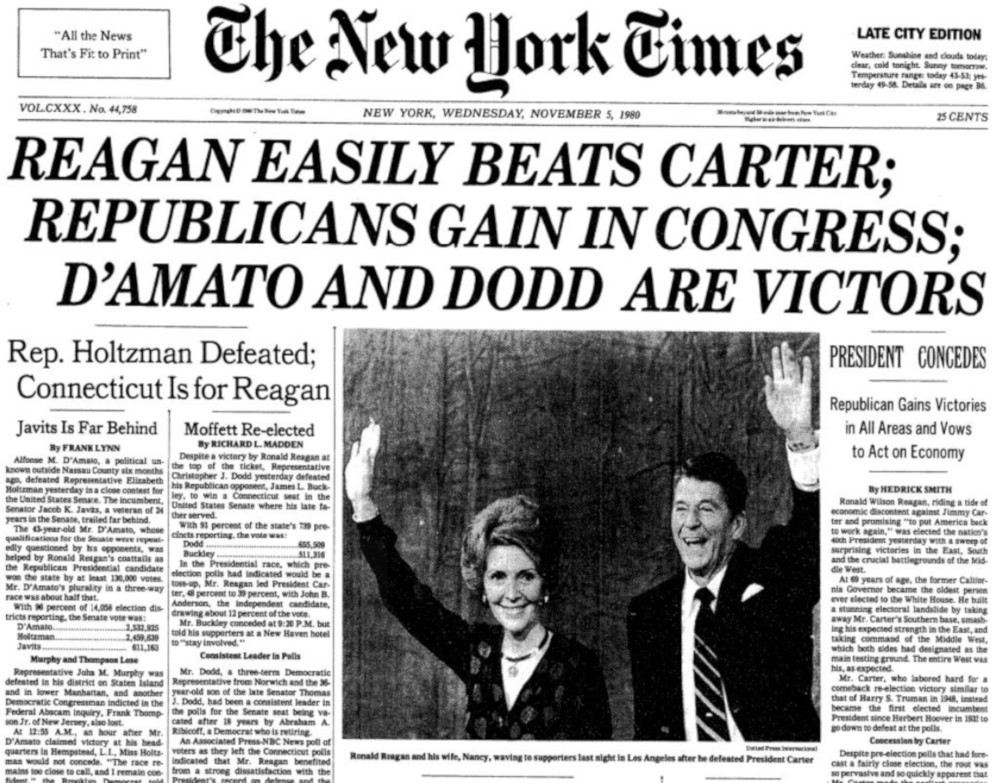 "All the News
That's Fit to Print"
The New York Times
LATE CITY EDITION
Weather: Sunshine and clouds today;
clear, cold tonight. Sunny tomorrow.
Temperature range: today 43-53; yes-
terday 49-58. Details are on page B6.
VOL.CXXX . No. 44,758
Copyright © 1980 The New York Times
NEW YORK, WEDNESDAY, NOVEMBER 5, 1980
25 CENTS
REAGAN EASILY BEATS CARTER;
REPUBLICANS GAIN IN CONGRESS;
D'AMATO AND DODD ARE VICTORS
Rep. Holtzman Defeated;
Connecticut Is for Reagan
Javits Is Far Behind
By FRANK LYNN
Alfonse M. D'Amato, a political un-
known outside Nassau County six months
ago, defeated Representative Elizabeth
Holtzman yesterday in a close contest for
the United States Senate. The incumbent,
Senator Jacob K. Javits, a veteran of 24
years in the Senate, trailed far behind.
The 43-year-old Mr. D'Amato, whose
qualifications for the Senate were repeat-
edly questioned by his opponents, was
helped by Ronald Reagan's coattails as
the Republican Presidential candidate
won the state by at least 130,000 votes.
Mr. D'Amato's plurality in a three-way
race was about half that.
With 96 percent of 14,058 election dis-
tricts reporting, the Senate vote was:
D'Amato 2,532,925
Holtzman 2,459,639
Javits 611,163
Murphy and Thompson Lose
Representative John M. Murphy was
defeated in his district on Staten Island
and in lower Manhattan, and another
Democratic Congressman indicted in the
Federal Abscam inquiry, Frank Thomp-
son Jr. of New Jersey, also lost.
At 12:55 A.M., an hour after Mr.
D'Amato claimed victory at his head-
quarters in Hempstead, L.I., Miss Holtz-
man would not concede. "The race re-
mains too close to call, and I remain con-
fident," the Brooklyn Democrat told
Moffett Re-elected
By RICHARD L. MADDEN
Despite a victory by Ronald Reagan at
the top of the ticket, Representative
Christopher J. Dodd yesterday defeated
his Republican opponent, James L. Buck-
ley, to win a Connecticut seat in the
United States Senate where his late fa-
ther served.
With 91 percent of the state's 739 pre-
cincts reporting, the vote was:
Dodd 655,509
Buckley 511,316
In the Presidential race, which pre-
election polls had indicated would be a
toss-up, Mr. Reagan led President Car-
ter, 48 percent to 39 percent, with John B.
Anderson, the independent candidate,
drawing about 12 percent of the vote.
Mr. Buckley conceded at 9:20 P.M. but
told his supporters at a New Haven hotel
to "stay involved."
Consistent Leader in Polls
Mr. Dodd, a three-term Democratic
Representative from Norwich and the 36-
year-old son of the late Senator Thomas
J. Dodd, had been a consistent leader in
the polls for the Senate seat being va-
cated after 18 years by Abraham A.
Ribicoff, a Democrat who is retiring.
An Associated Press-NBC News poll of
voters as they left the Connecticut polls
indicated that Mr. Reagan benefited
from a strong dissatisfaction with the
President's record on defense and the
United Press International
Ronald Reagan and his wife, Nancy, waving to supporters last night in Los Angeles after he defeated President Carter
PRESIDENT CONCEDES
Republican Gains Victories
in All Areas and Vows
to Act on Economy
By HEDRICK SMITH
Ronald Wilson Reagan, riding a tide of
economic discontent against Jimmy Car-
ter and promising "to put America back
to work again," was elected the nation's
40th President yesterday with a sweep of
surprising victories in the East, South
and the crucial battlegrounds of the Mid-
dle West.
At 69 years of age, the former Califor-
nia Governor became the oldest person
ever elected to the White House. He built
a stunning electoral landslide by taking
away Mr. Carter's Southern base, smash-
ing his expected strength in the East, and
taking command of the Middle West,
which both sides had designated as the
main testing ground. The entire West was
his, as expected.
Mr. Carter, who labored hard for a
comeback re-election victory similar to
that of Harry S. Truman in 1948, instead
became the first elected incumbent
President since Herbert Hoover in 1932 to
go down to defeat at the polls.
Concession by Carter
Despite pre-election polls that had fore-
cast a fairly close election, the rout was
so pervasive and so quickly apparent that